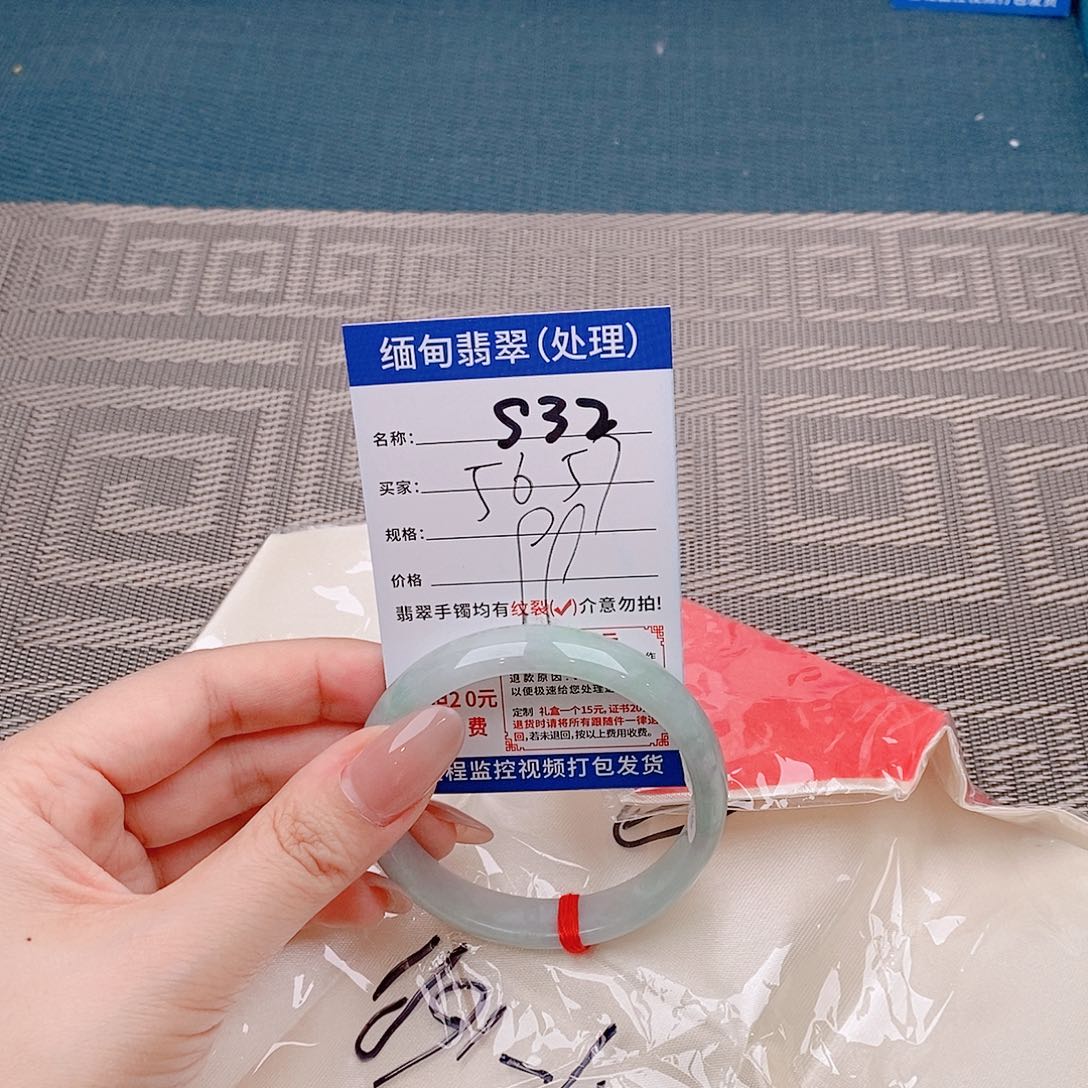 缅甸翡翠(处理)
名称: S32
买家: 5657
规格:
价格
翡翠手镯均有纹裂(✓)介意勿拍!
退款原因
以便极速给您处理
20元
费
定制 礼盒一个15元,证书20
退货时请将所有跟随件一律退
回,若未退回,按以上费用收费。
程监控视频打包发货